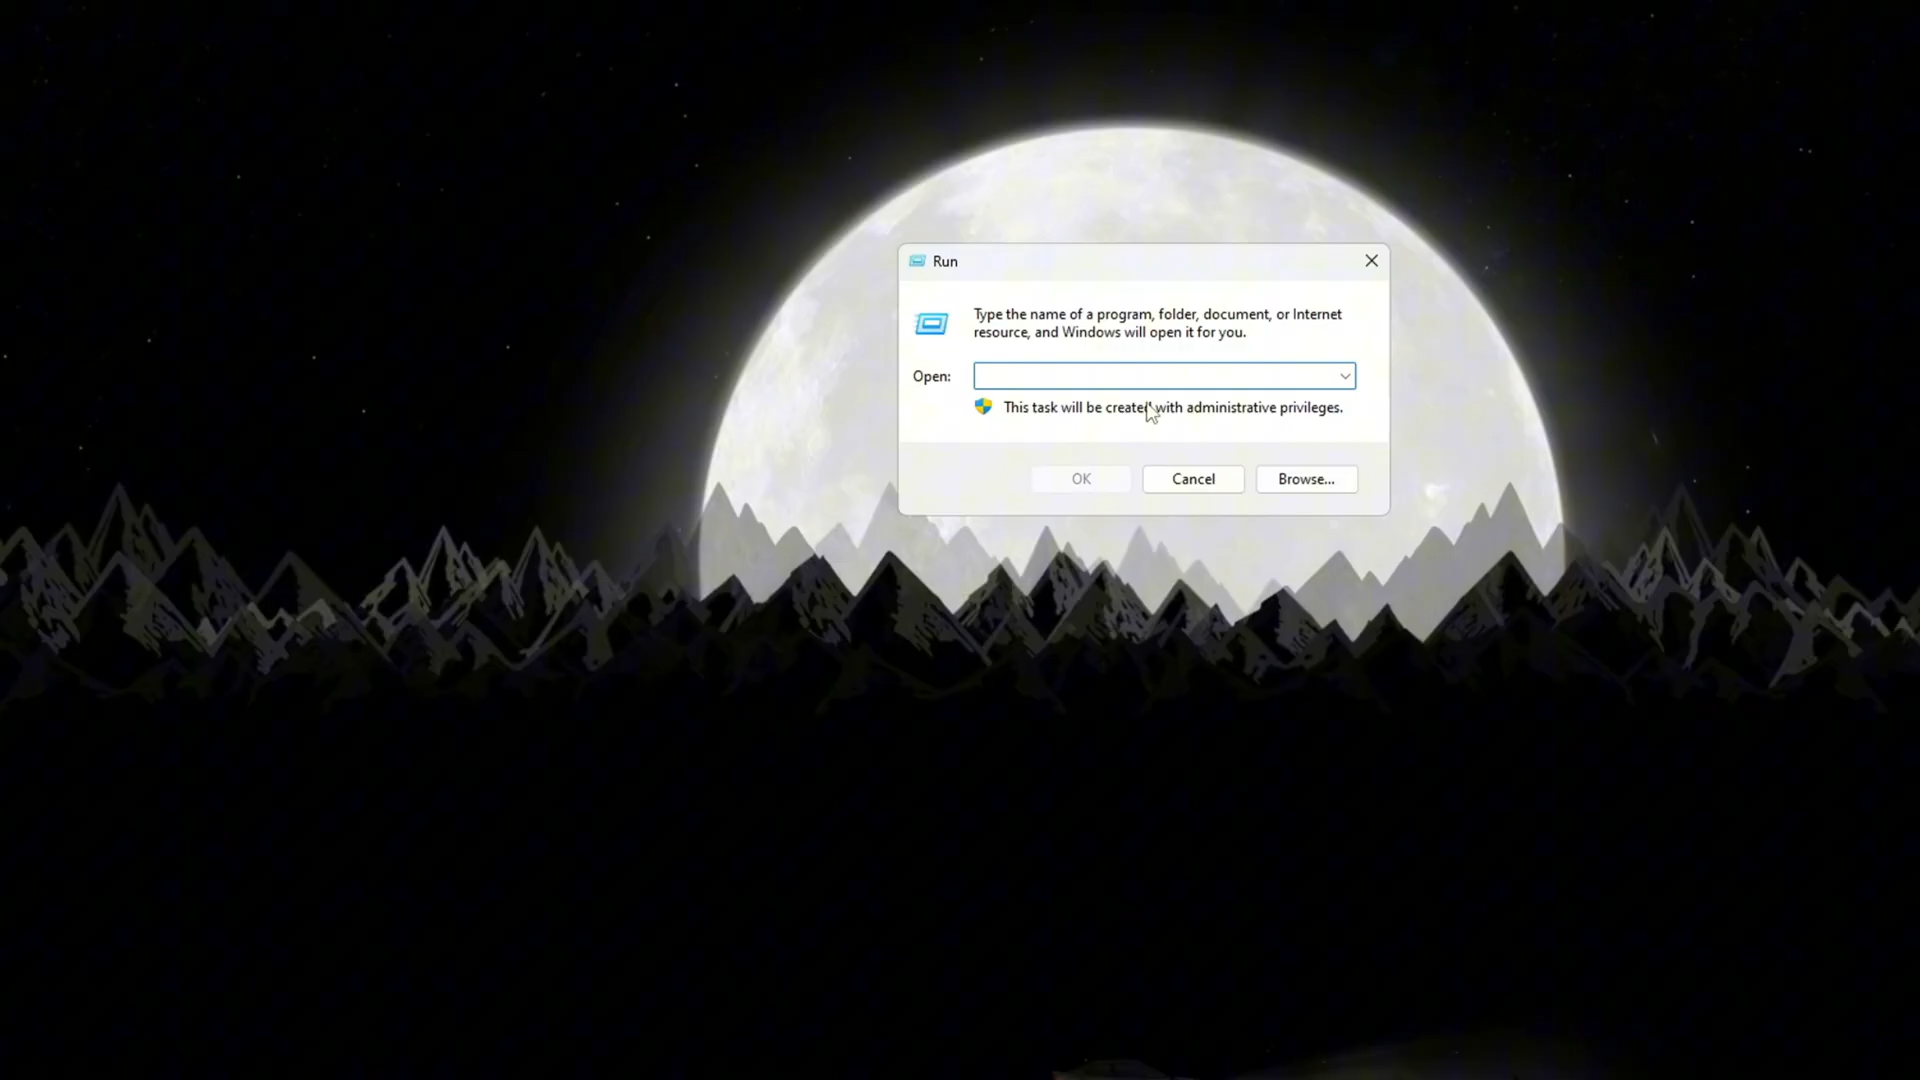 Run
Type the name of a program, folder, document, or Internet
resource, and Windows will open it for you.
Open:
This task will be created with administrative privileges.
OK
Cancel
Browse...